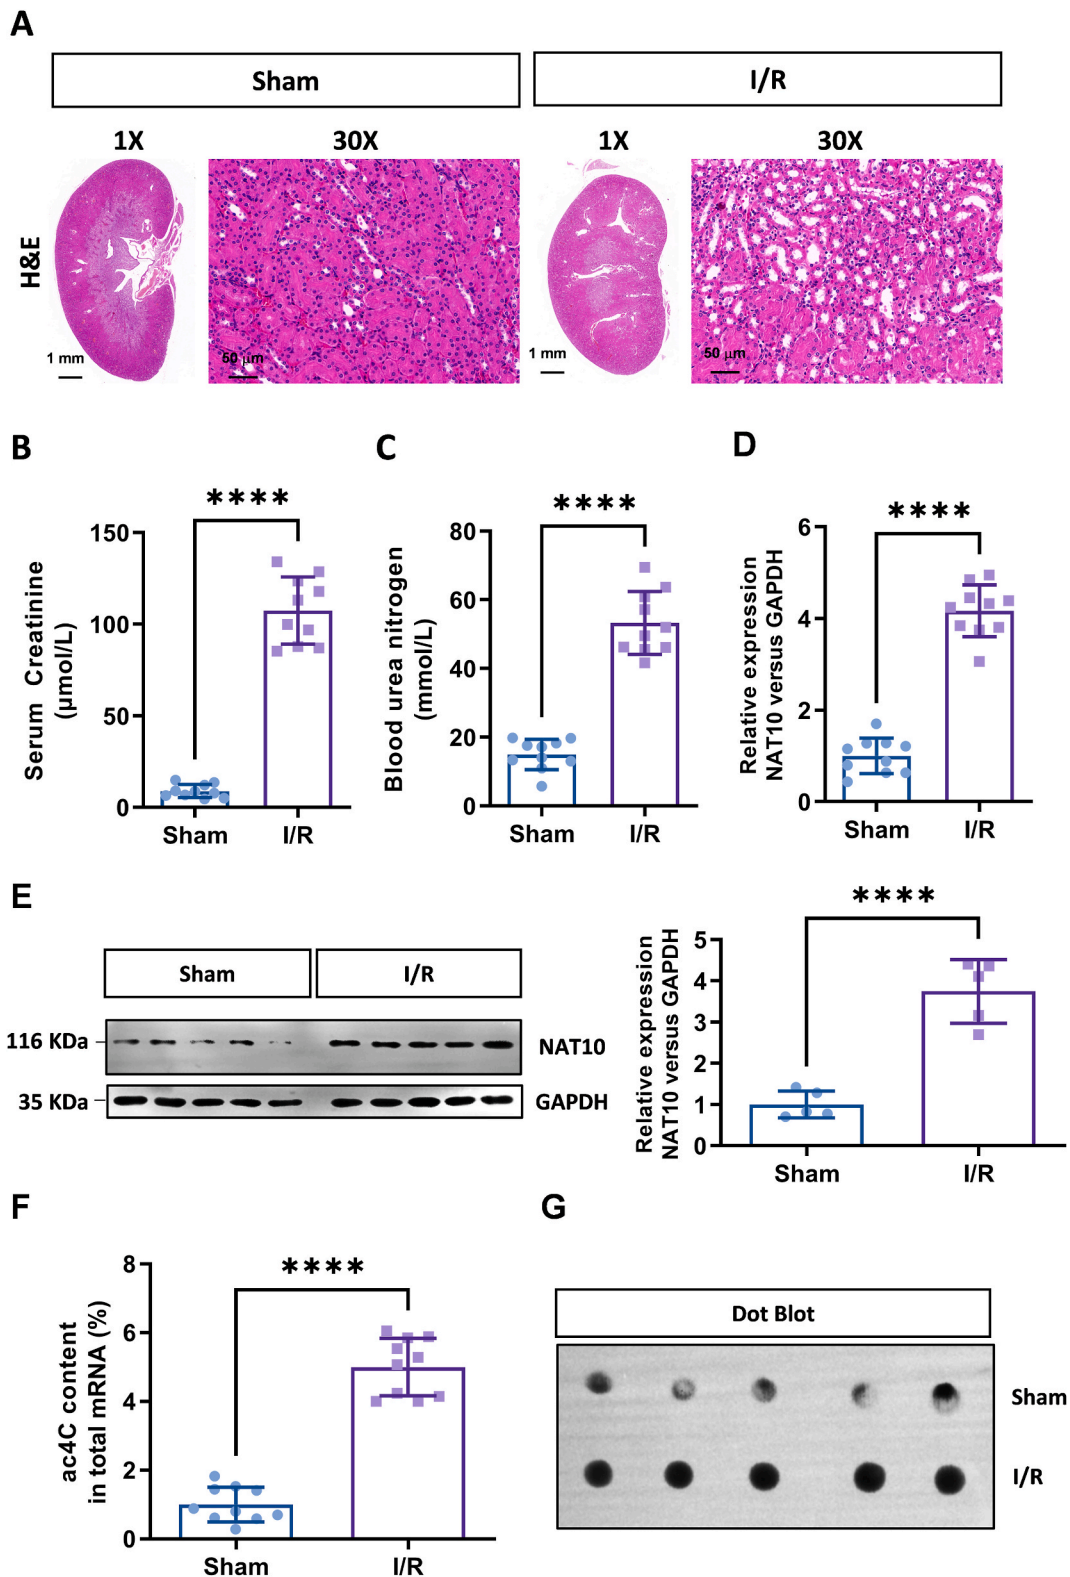 A
Sham
I/R
1X
30X
1X
30X
H&E
1 mm
50 µm
1 mm
50 µm
B
C
D
****
****
****
Serum Creatinine
(µmol/L)
150
100
50
0
Sham
I/R
Blood urea nitrogen
(mmol/L)
80
60
40
20
0
Sham
I/R
Relative expression
NAT10 versus GAPDH
6
4
2
0
Sham
I/R
E
Sham
I/R
116 KDa
NAT10
35 KDa
GAPDH
****
Relative expression
NAT10 versus GAPDH
5
4
3
2
1
0
Sham
I/R
F
****
ac4C content
in total mRNA (%)
8
6
4
2
0
Sham
I/R
G
Dot Blot
Sham
I/R